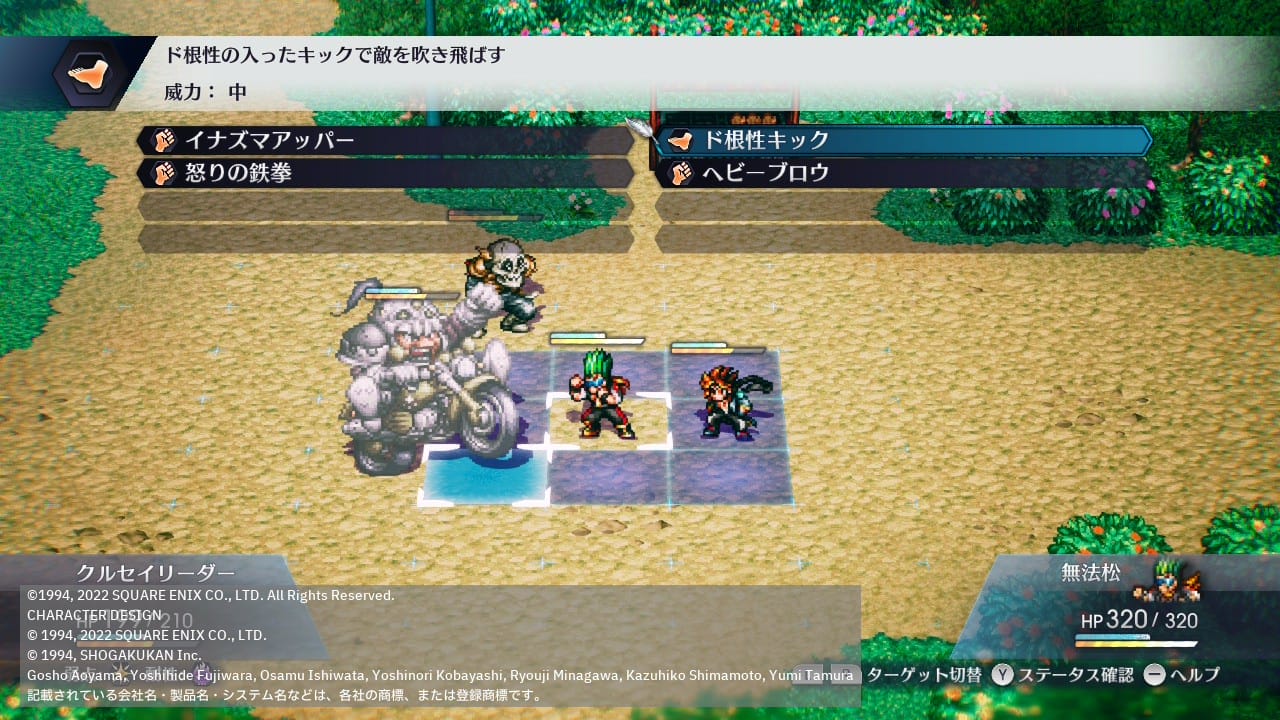 ド根性の入ったキックで敵を吹き飛ばす
威力： 中
イナズマアッパー
ド根性キック
怒りの鉄拳
ヘビーブロウ
クルセイリーダー
無法松
HP 320 / 320
©1994, 2022 SQUARE ENIX CO., LTD. All Rights Reserved.
CHARACTER DESIGN
© 1994, 2022 SQUARE ENIX CO., LTD.
© 1994, SHOGAKUKAN Inc.
Gosho Aoyama, Yoshihide Fujiwara, Osamu Ishiwata, Yoshinori Kobayashi, Ryouji Minagawa, Kazuhiko Shimamoto, Yumi Tamura
記載されている会社名・製品名・システム名などは、各社の商標、または登録商標です。
ターゲット切替 Y ステータス確認 ヘルプ